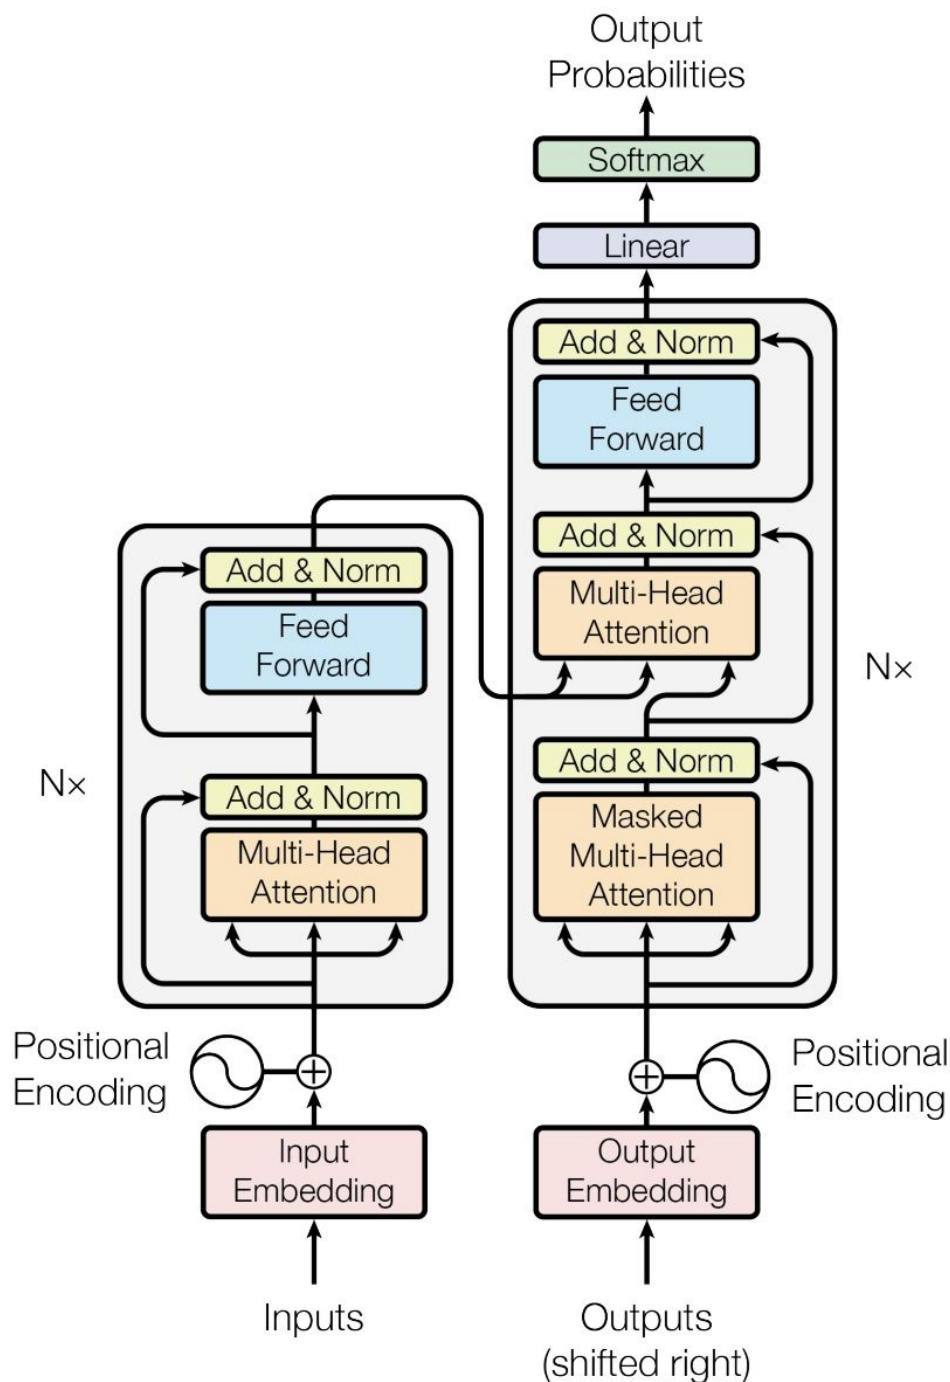 Output
Probabilities
Softmax
Linear
Add & Norm
Feed
Forward
Add & Norm
Multi-Head
Attention
Add & Norm
Masked
Multi-Head
Attention
N×
Add & Norm
Feed
Forward
Add & Norm
Multi-Head
Attention
N×
Positional
Encoding
Positional
Encoding
Input
Embedding
Output
Embedding
Inputs
Outputs
(shifted right)